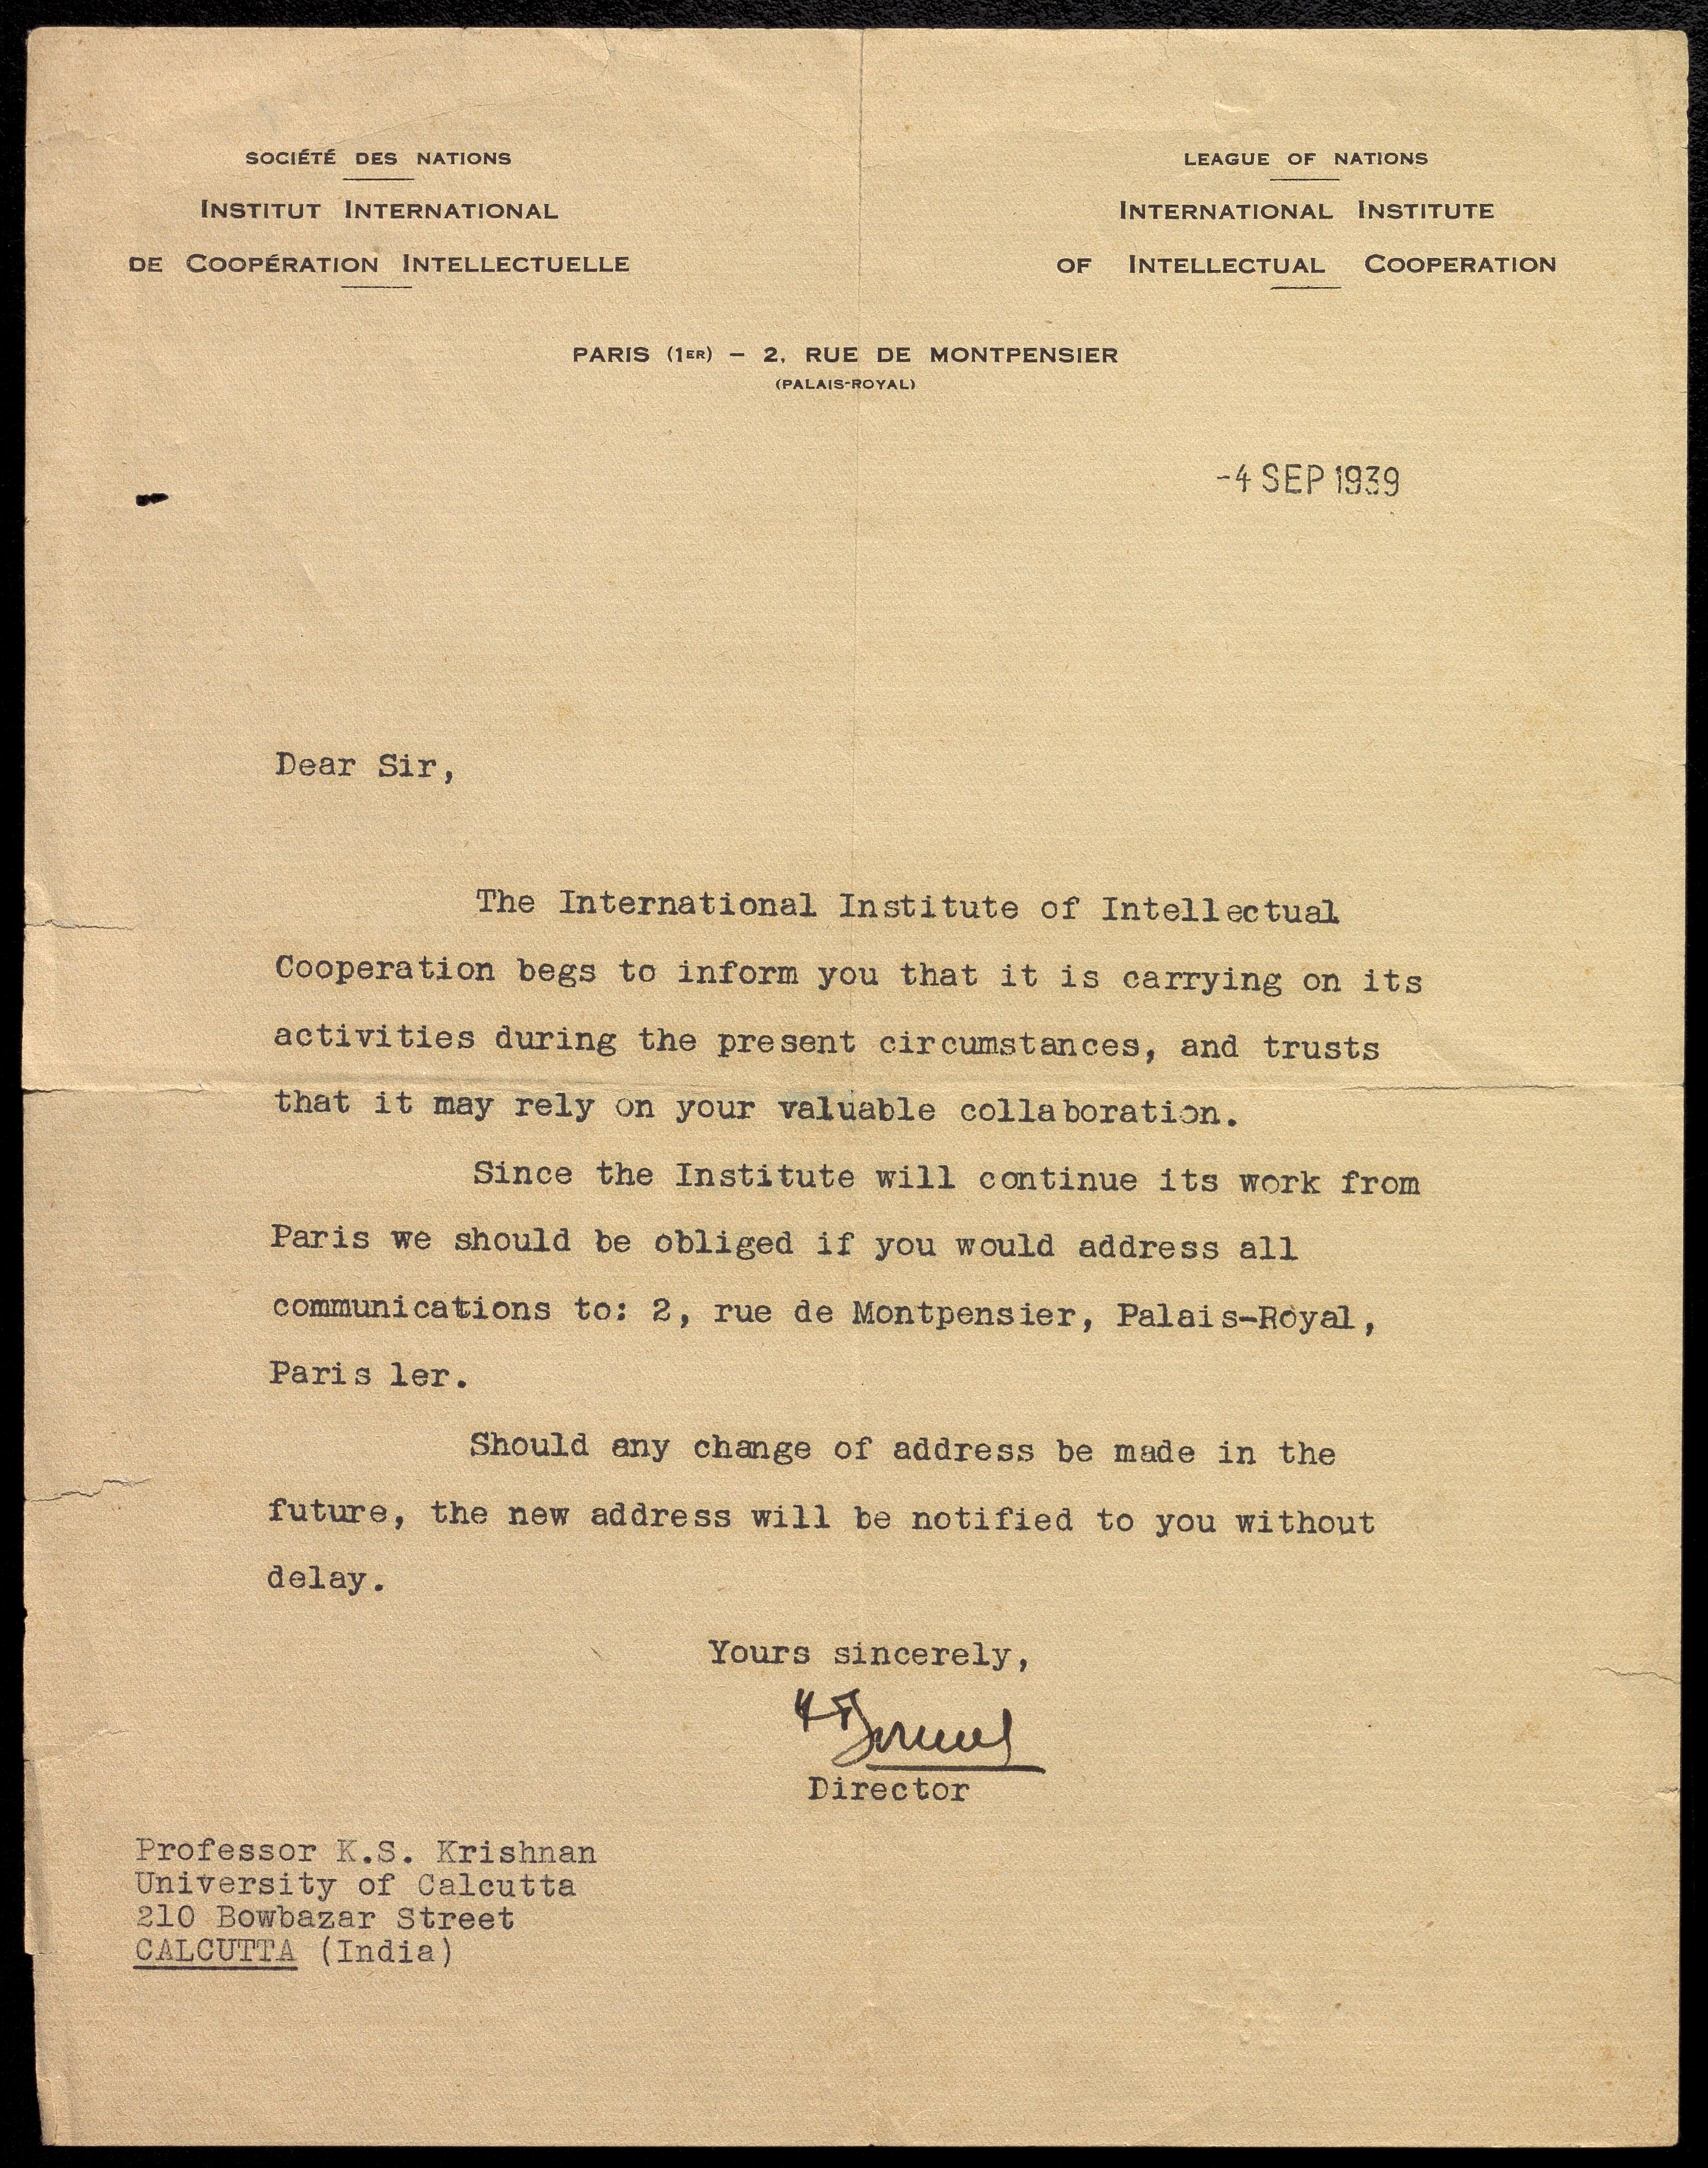 SOCIÉTÉ DES NATIONS
INSTITUT INTERNATIONAL
DE COOPÉRATION INTELLECTUELLE
LEAGUE OF NATIONS
INTERNATIONAL INSTITUTE
OF INTELLECTUAL COOPERATION
PARIS (1ER) — 2, RUE DE MONTPENSIER
(PALAIS-ROYAL)
-4 SEP 1939
Dear Sir,
The International Institute of Intellectual
Cooperation begs to inform you that it is carrying on its
activities during the present circumstances, and trusts
that it may rely on your valuable collaboration.
Since the Institute will continue its work from
Paris we should be obliged if you would address all
communications to: 2, rue de Montpensier, Palais-Royal,
Paris 1er.
Should any change of address be made in the
future, the new address will be notified to you without
delay.
Yours sincerely,
Director
Professor K.S. Krishnan
University of Calcutta
210 Bowbazar Street
CALCUTTA (India)